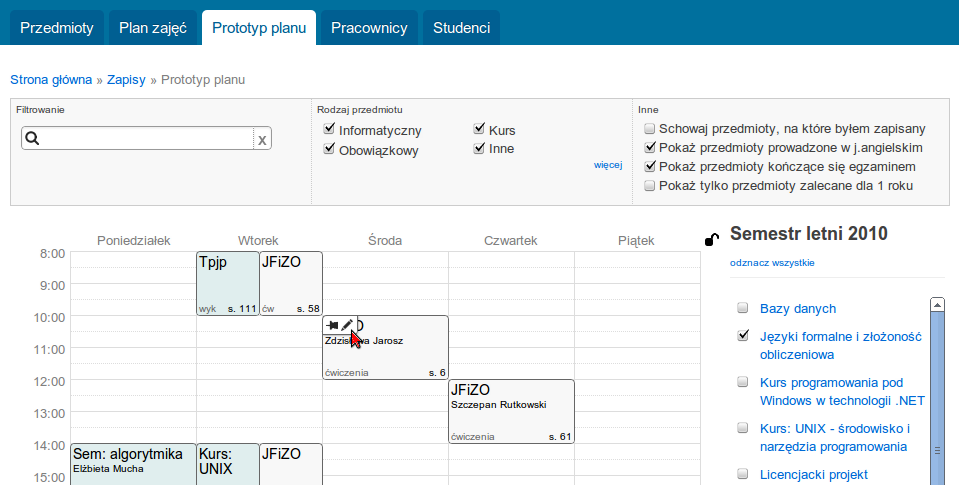 Przedmioty Plan zajęć Prototyp planu Pracownicy Studenci
Strona główna » Zapisy » Prototyp planu
Filtrowanie
x
Rodzaj przedmiotu
Informatyczny Kurs
Obowiązkowy Inne
więcej
Inne
Schowaj przedmioty, na które byłem zapisany
Pokaż przedmioty prowadzone w j.angielskim
Pokaż przedmioty kończące się egzaminem
Pokaż tylko przedmioty zalecane dla 1 roku
Poniedziałek Wtorek Środa Czwartek Piątek
8:00
9:00
10:00
11:00
12:00
13:00
14:00
15:00
Tpjp
wyk s. 111
JFiZO
ćw s. 58
Jarosz
ćwiczenia s. 6
JFiZO
Szczepan Rutkowski
ćwiczenia s. 61
Sem: algorytmika
Elżbieta Mucha
Kurs:
UNIX
JFiZO
Semestr letni 2010
odznacz wszystkie
Bazy danych
Języki formalne i złożoność
obliczeniowa
Kurs programowania pod
Windows w technologii .NET
Kurs: UNIX - środowisko i
narzędzia programowania
Licencjacki projekt